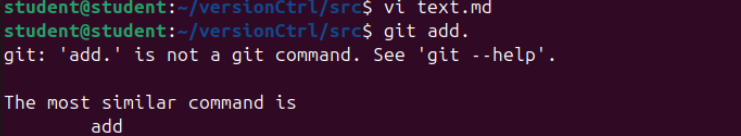 student@student:~/versionCtrl/src$ vi text.md
student@student:~/versionCtrl/src$ git add.
git: 'add.' is not a git command. See 'git --help'.
The most similar command is
add